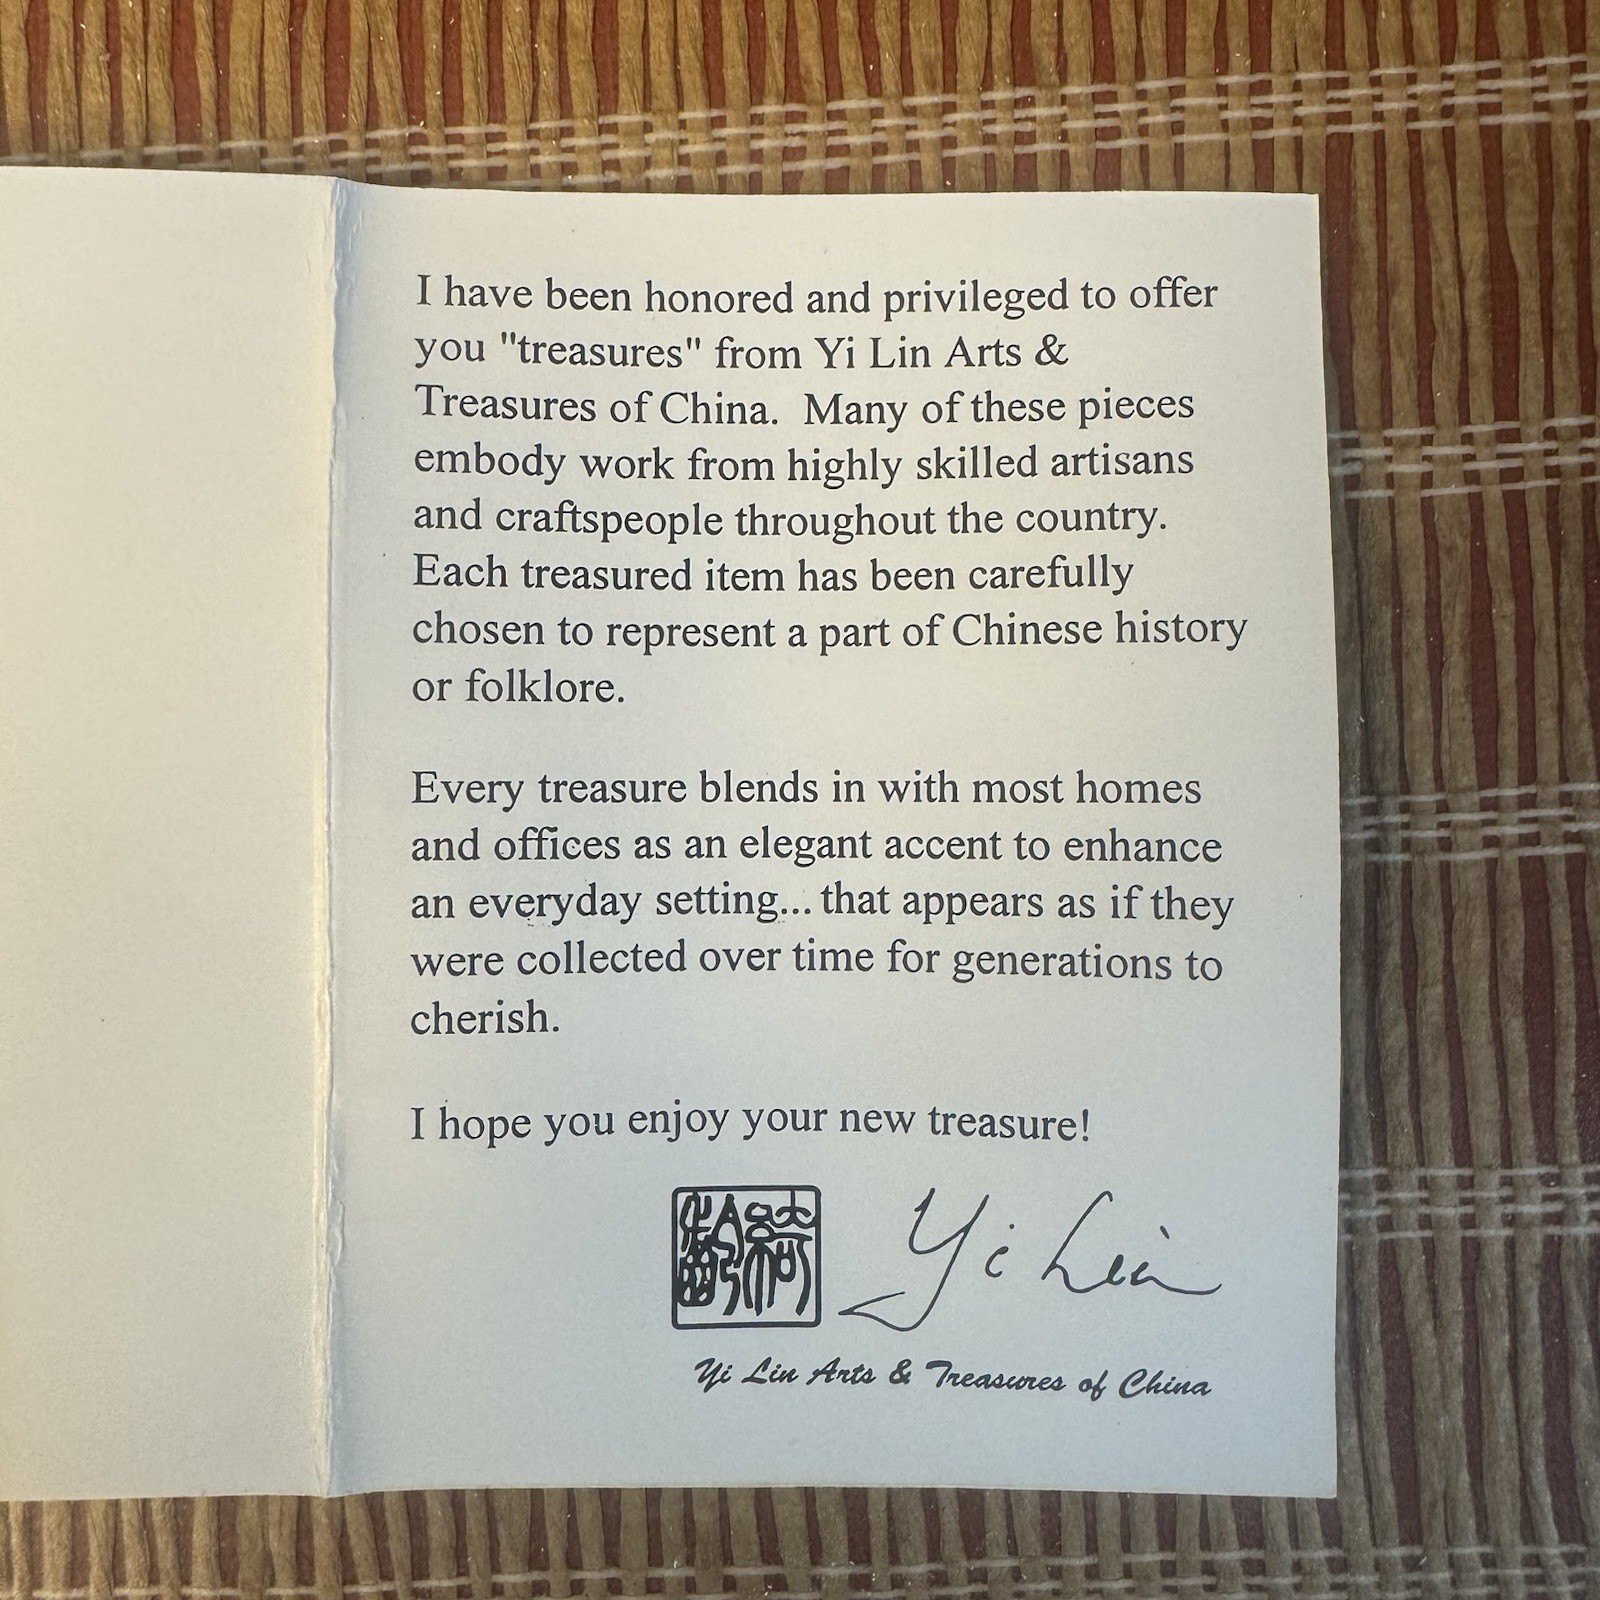 I have been honored and privileged to offer
you "treasures" from Yi Lin Arts &
Treasures of China.  Many of these pieces
embody work from highly skilled artisans
and craftspeople throughout the country.
Each treasured item has been carefully
chosen to represent a part of Chinese history
or folklore.
Every treasure blends in with most homes
and offices as an elegant accent to enhance
an everyday setting... that appears as if they
were collected over time for generations to
cherish.
I hope you enjoy your new treasure!
Yi Lin
Yi Lin Arts & Treasures of China